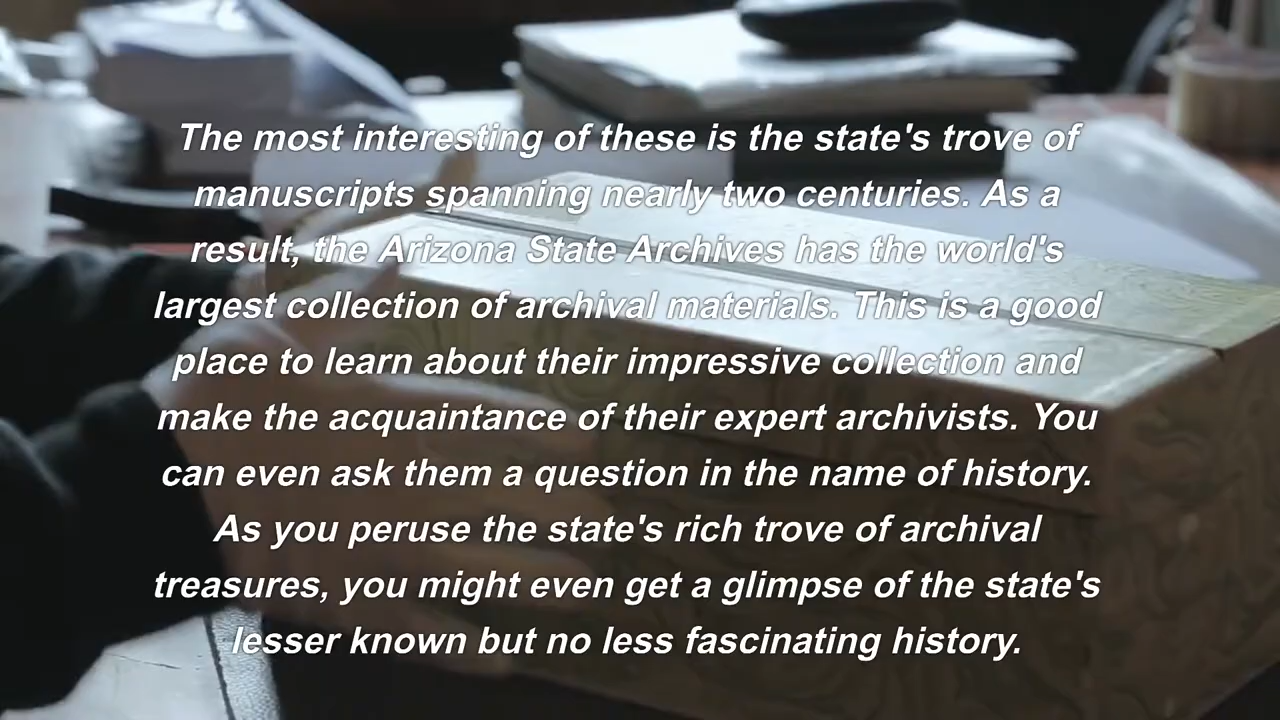 The most interesting of these is the state's trove of
manuscripts spanning nearly two centuries. As a
result, the Arizona State Archives has the world's
largest collection of archival materials. This is a good
place to learn about their impressive collection and
make the acquaintance of their expert archivists. You
can even ask them a question in the name of history.
As you peruse the state's rich trove of archival
treasures, you might even get a glimpse of the state's
lesser known but no less fascinating history.